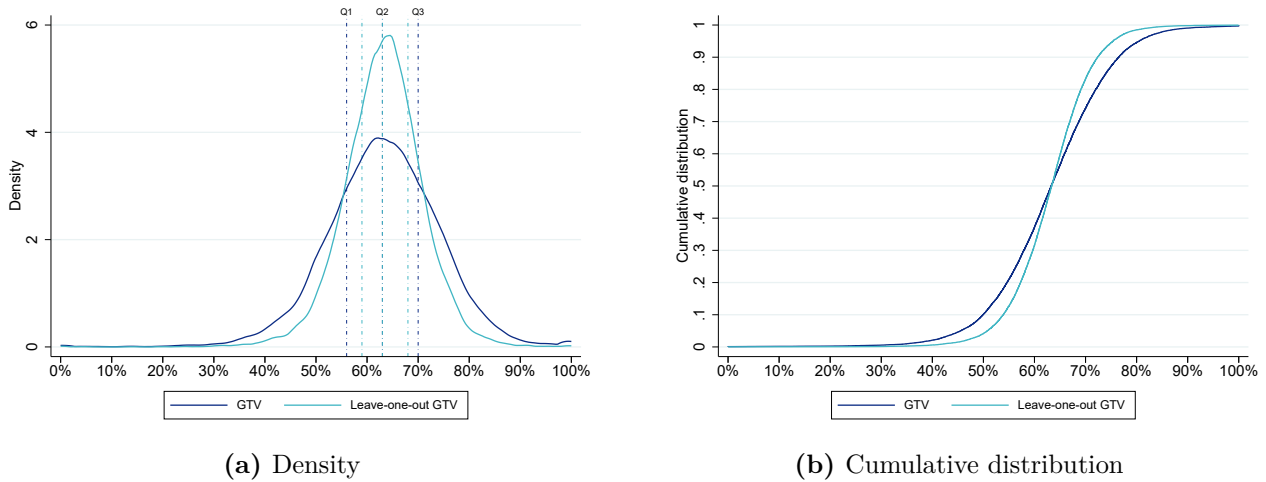 Q1 Q2 Q3
6
4
2
0
Density
0% 10% 20% 30% 40% 50% 60% 70% 80% 90% 100%
GTV Leave-one-out GTV
(a) Density
1
.9
.8
.7
.6
.5
.4
.3
.2
.1
0
Cumulative distribution
0% 10% 20% 30% 40% 50% 60% 70% 80% 90% 100%
GTV Leave-one-out GTV
(b) Cumulative distribution